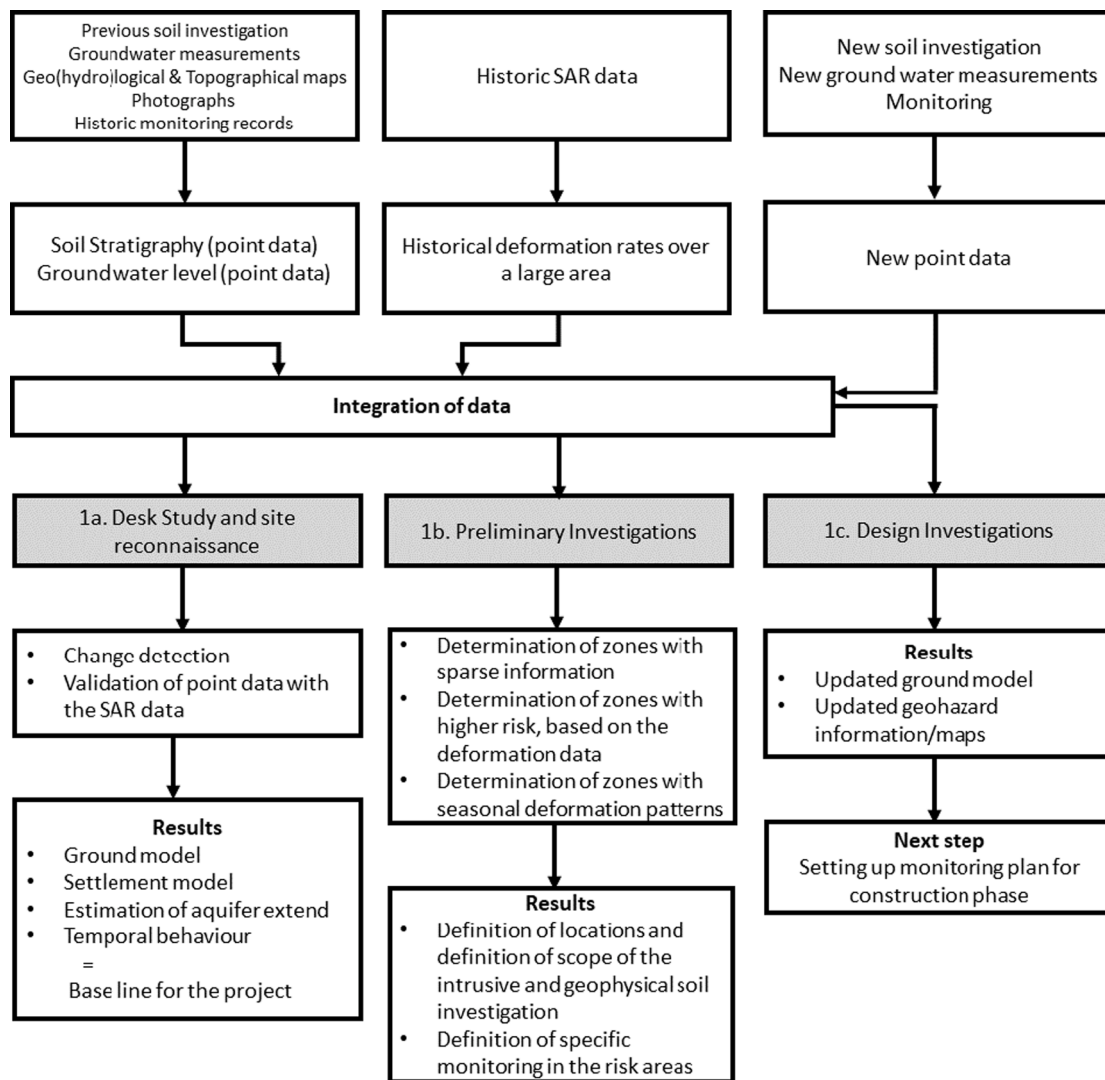 Previous soil investigation
Groundwater measurements
Geo(hydro)logical & Topographical maps
Photographs
Historic monitoring records
Historic SAR data
New soil investigation
New ground water measurements
Monitoring
Soil Stratigraphy (point data)
Groundwater level (point data)
Historical deformation rates over
a large area
New point data
Integration of data
1a. Desk Study and site
reconnaissance
1b. Preliminary Investigations
1c. Design Investigations
• Change detection
• Validation of point data with
the SAR data
• Determination of zones with
sparse information
• Determination of zones with
higher risk, based on the
deformation data
• Determination of zones with
seasonal deformation patterns
Results
• Updated ground model
• Updated geohazard
information/maps
Results
• Ground model
• Settlement model
• Estimation of aquifer extend
• Temporal behaviour
=
Base line for the project
Results
• Definition of locations and
definition of scope of the
intrusive and geophysical soil
investigation
• Definition of specific
monitoring in the risk areas
Next step
Setting up monitoring plan for
construction phase